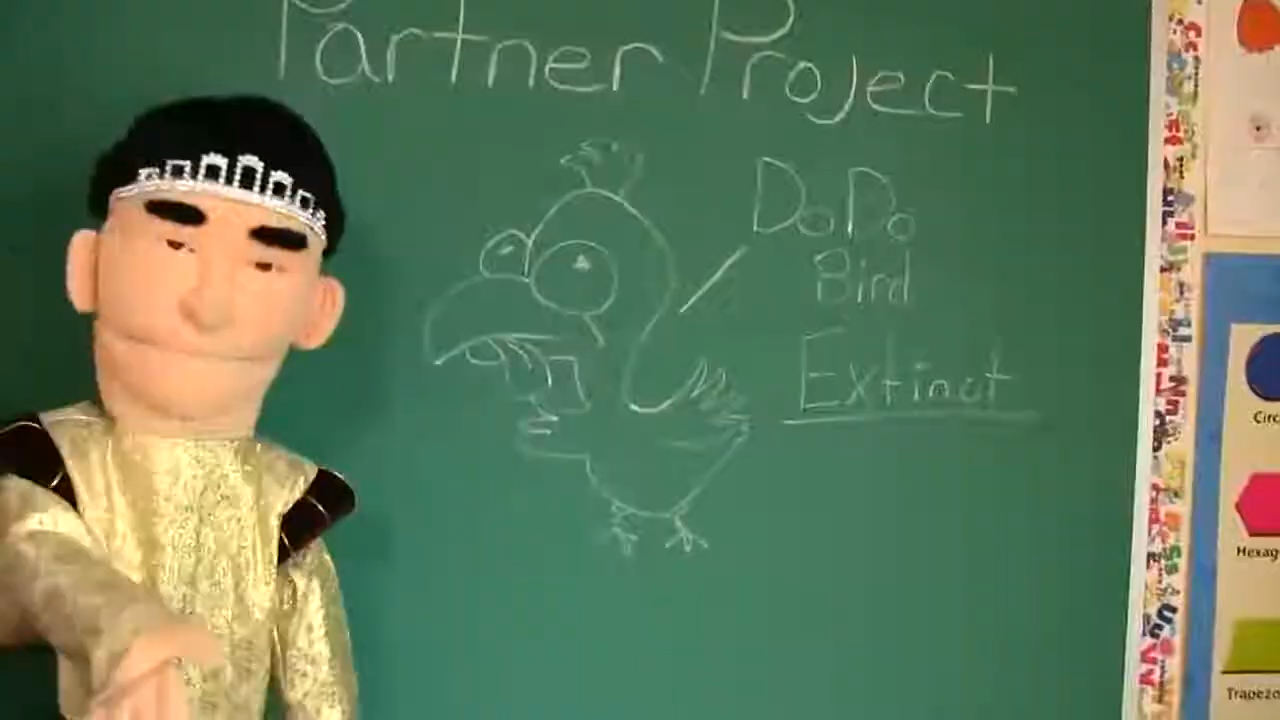 Partner Project
DoDo
Bird
Extinct
Circ
Hexag
Trapezo